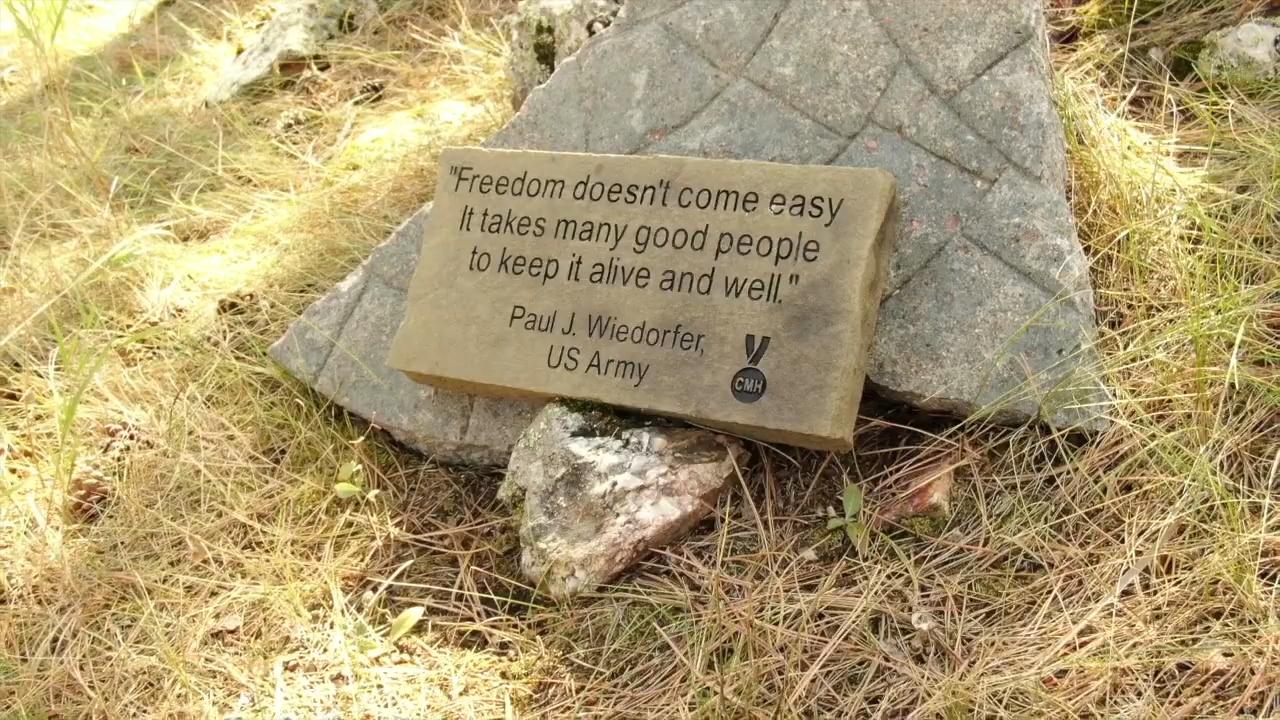 "Freedom doesn't come easy
It takes many good people
to keep it alive and well."
Paul J. Wiedorfer,
US Army
CMH